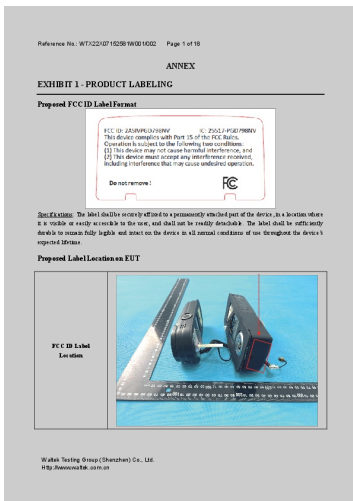 Reference No.: WTX22X07152581W001/002 Page 1 of 18
ANNEX
EXHIBIT 1 - PRODUCT LABELING
Proposed FCC ID Label Format
FCC ID: 2ASIVPGD798NV IC: 25517-PGD798NV
This device complies with Part 15 of the FCC Rules.
Operation is subject to the following two conditions:
(1) This device may not cause harmful interference, and
(2) This device must accept any interference received,
including interference that may cause undesired operation.
Do not remove!
FC
Specifications: The label shall be securely affixed to a permanently attached part of the device, in a location where
it is visible or easily accessible to the user, and shall not be readily detachable. The label shall be sufficiently
durable to remain fully legible and intact on the device in all normal conditions of use throughout the device's
expected lifetime.
Proposed Label Location on EUT
FCC ID Label
Location
Waltek Testing Group (Shenzhen) Co., Ltd.
Http://www.waltek.com.cn